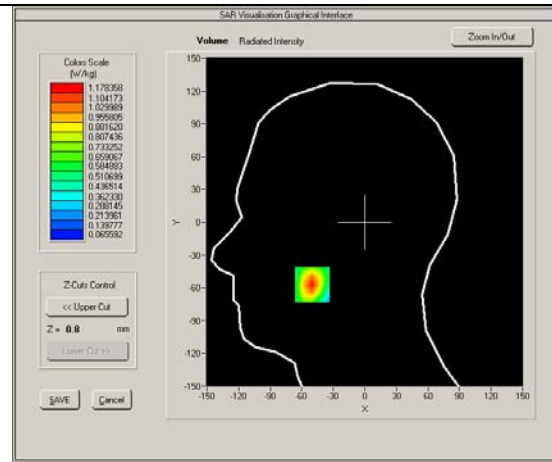 SAR Visualisation Graphical Interface
Volume Radiated Intensity
Zoom In/Out
Colors Scale
(W/kg)
1.178358
1.104173
1.029989
0.955805
0.881620
0.807436
0.733252
0.659067
0.584883
0.510699
0.436514
0.362330
0.288145
0.213961
0.139777
0.065592
Z-Cuts Control
<< Upper Cut
Z = 0.8 mm
Lower Cut >>
SAVE
Cancel
150
120
90
60
30
0
-30
-60
-90
-120
-150
Y
-150 -120 -90 -60 -30 0 30 60 90 120 150
X